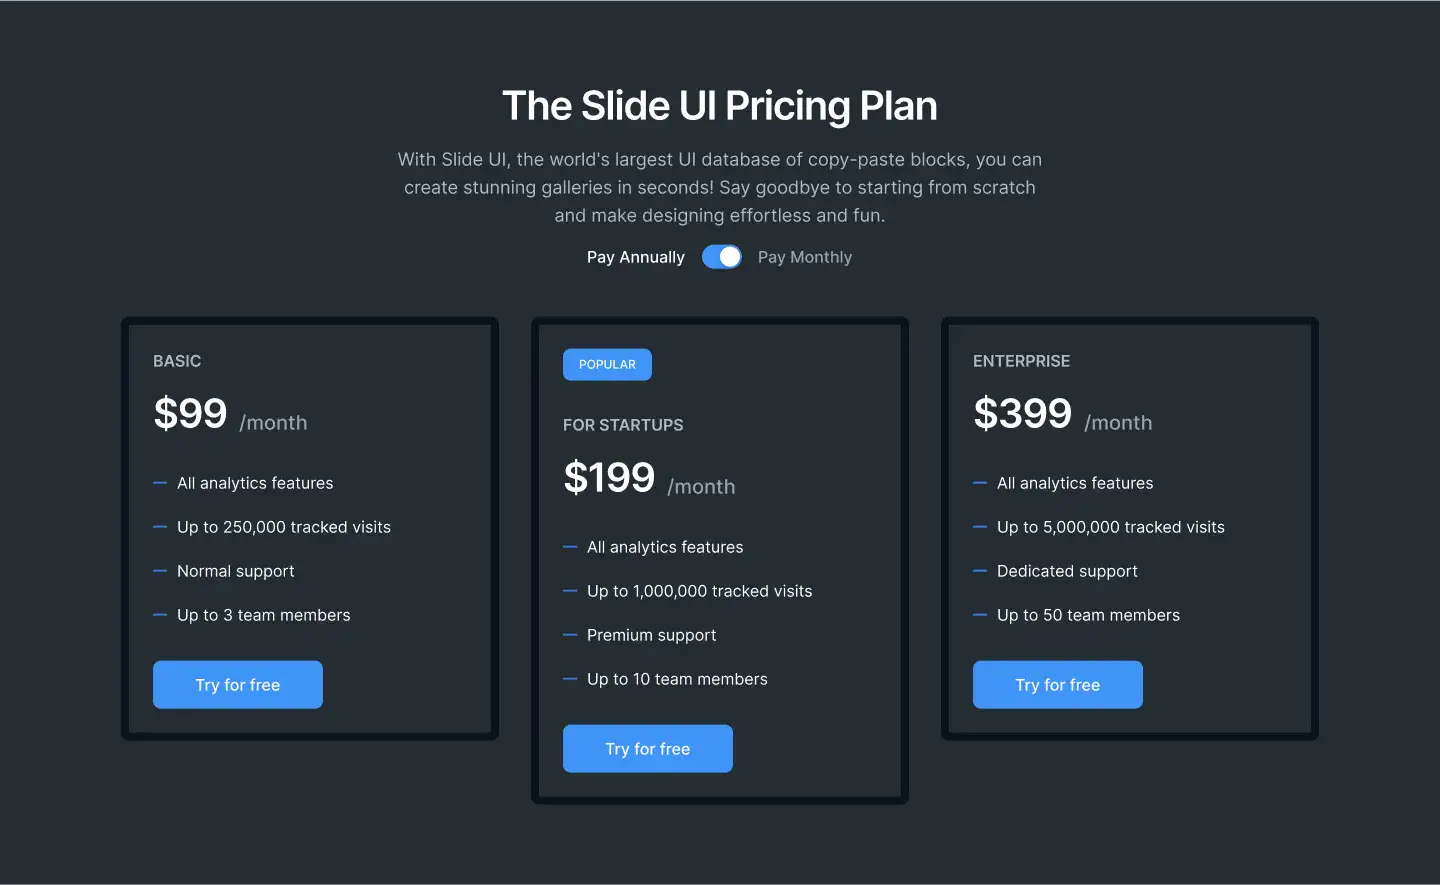 The Slide UI Pricing Plan
With Slide UI, the world's largest UI database of copy-paste blocks, you can
create stunning galleries in seconds! Say goodbye to starting from scratch
and make designing effortless and fun.
Pay Annually Pay Monthly
BASIC
$99 /month
All analytics features
Up to 250,000 tracked visits
Normal support
Up to 3 team members
Try for free
POPULAR
FOR STARTUPS
$199 /month
All analytics features
Up to 1,000,000 tracked visits
Premium support
Up to 10 team members
Try for free
ENTERPRISE
$399 /month
All analytics features
Up to 5,000,000 tracked visits
Dedicated support
Up to 50 team members
Try for free